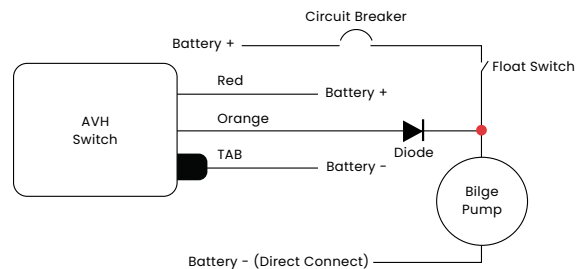 Circuit Breaker
Battery +
Float Switch
Red
Battery +
AVH
Switch
Orange
Diode
TAB
Battery -
Bilge
Pump
Battery - (Direct Connect)